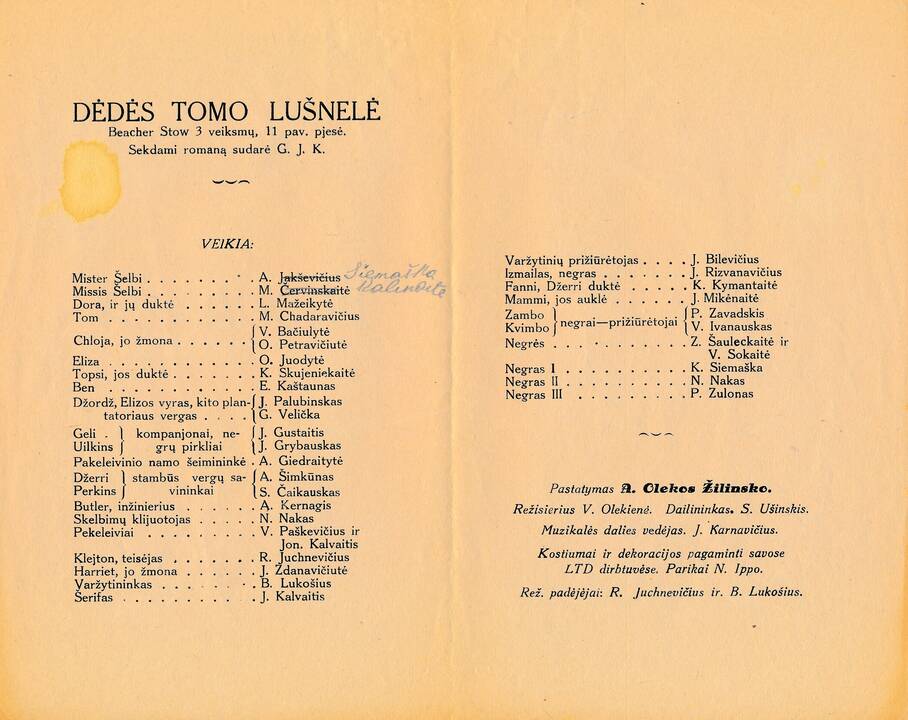 DĖDĖS TOMO LUŠNELĖ
Beacher Stow 3 veiksmų, 11 pav. pjesė.
Sekdami romaną sudarė G. J. K.
VEIKIA:
Mister Šelbi . . . . . . . . A. Jakševičius Siemaška
Missis Šelbi . . . . . . . . M. Červinskaitė Kalindtė
Dora, ir jų duktė . . . . . . L. Mažeikytė
Tom . . . . . . . . . . . M. Chadaravičius
Chloja, jo žmona . . . . . . { V. Bačiulytė
O. Petravičiutė
Eliza . . . . . . . . . . . O. Juodytė
Topsi, jos duktė . . . . . . K. Skujeniekaitė
Ben . . . . . . . . . . . E. Kaštaunas
Džordž, Elizos vyras, kito plan- { J. Palubinskas
tatoriaus vergas . . . . { G. Velička
Geli . } kompanjonai, ne- { J. Gustaitis
Uilkins } grų pirkliai { J. Grybauskas
Pakeleivinio namo šeimininkė . A. Giedraitytė
Džerri } stambūs vergų sa- { A. Šimkūnas
Perkins } vininkai { S. Čaikauskas
Butler, inžinierius . . . . . . A. Kernagis
Skelbimų klijuotojas . . . . . N. Nakas
Pekeleiviai . . . . . . . . . V. Paškevičius ir
Jon. Kalvaitis
Klejton, teisėjas . . . . . . . R. Juchnevičius
Harriet, jo žmona . . . . . . J. Ždanavičiutė
Varžytininkas . . . . . . . . B. Lukošius
Šerifas . . . . . . . . . . J. Kalvaitis
Varžytinių prižiūrėtojas . . . . J. Bilevičius
Izmailas, negras . . . . . . . J. Rizvanavičius
Fanni, Džerri duktė . . . . . K. Kymantaitė
Mammi, jos auklė . . . . . . J. Mikėnaitė
Zambo } negrai—prižiūrėtojai { P. Zavadskis
Kvimbo } { V. Ivanauskas
Negrės . . . . . . . . . . Z. Šauleckaitė ir
V. Sokaitė
Negras I . . . . . . . . . K. Siemaška
Negras II . . . . . . . . . N. Nakas
Negras III . . . . . . . . P. Zulonas
Pastatymas A. Olekos Žilinsko.
Režisierius V. Olekienė. Dailininkas. S. Ušinskis.
Muzikalės dalies vedėjas. J. Karnavičius.
Kostiumai ir dekoracijos pagaminti savose
LTD dirbtuvėse. Parikai N. Ippo.
Rež. padėjėjai: R. Juchnevičius ir. B. Lukošius.